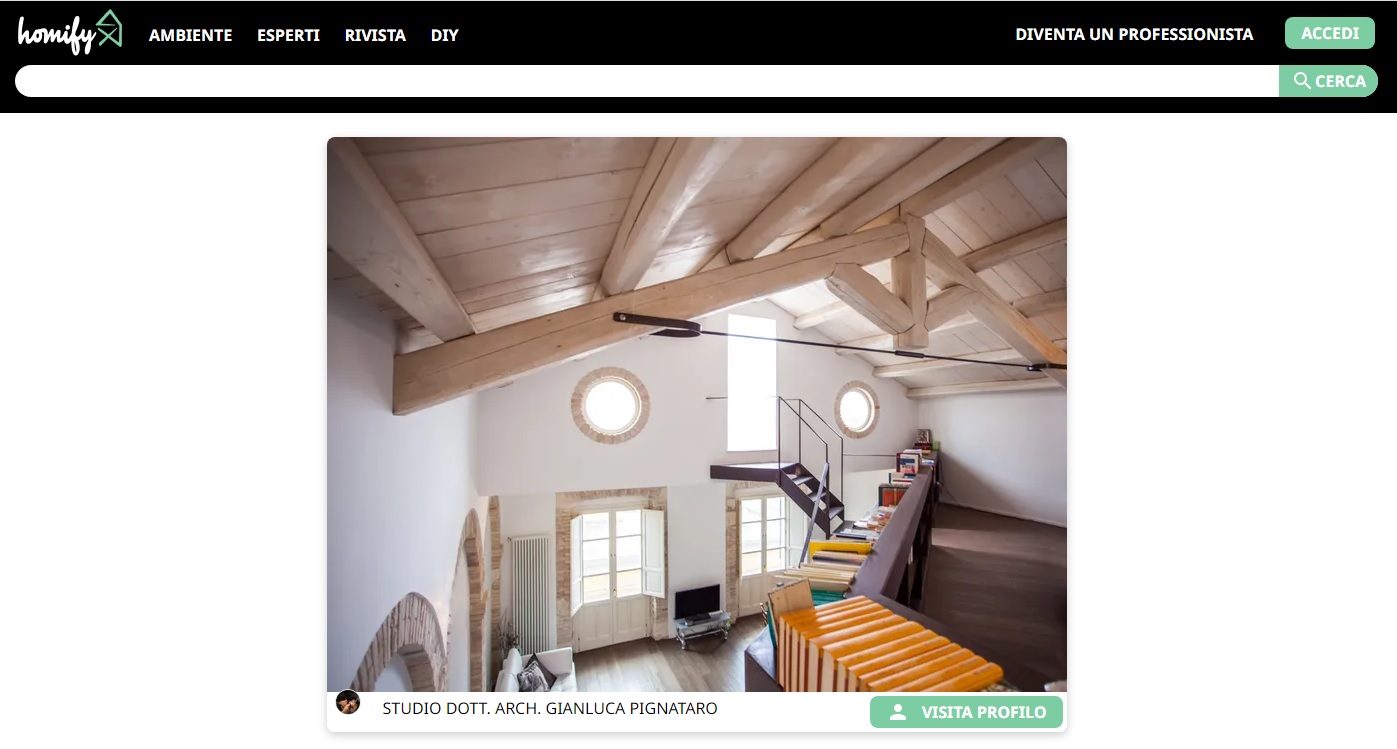 homify
AMBIENTE ESPERTI RIVISTA DIY
DIVENTA UN PROFESSIONISTA
ACCEDI
CERCA
STUDIO DOTT. ARCH. GIANLUCA PIGNATARO
VISITA PROFILO